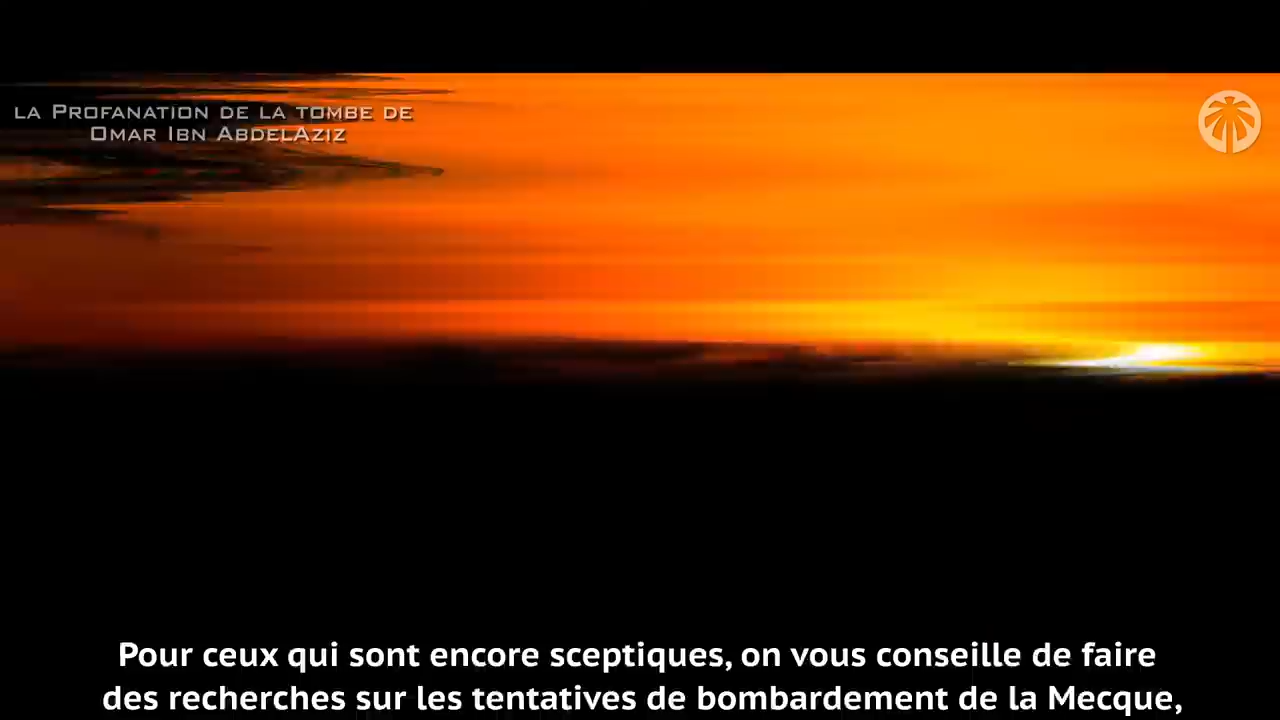 la Profanation de la tombe de
Omar Ibn AbdelAziz
Pour ceux qui sont encore sceptiques, on vous conseille de faire
des recherches sur les tentatives de bombardement de la Mecque,